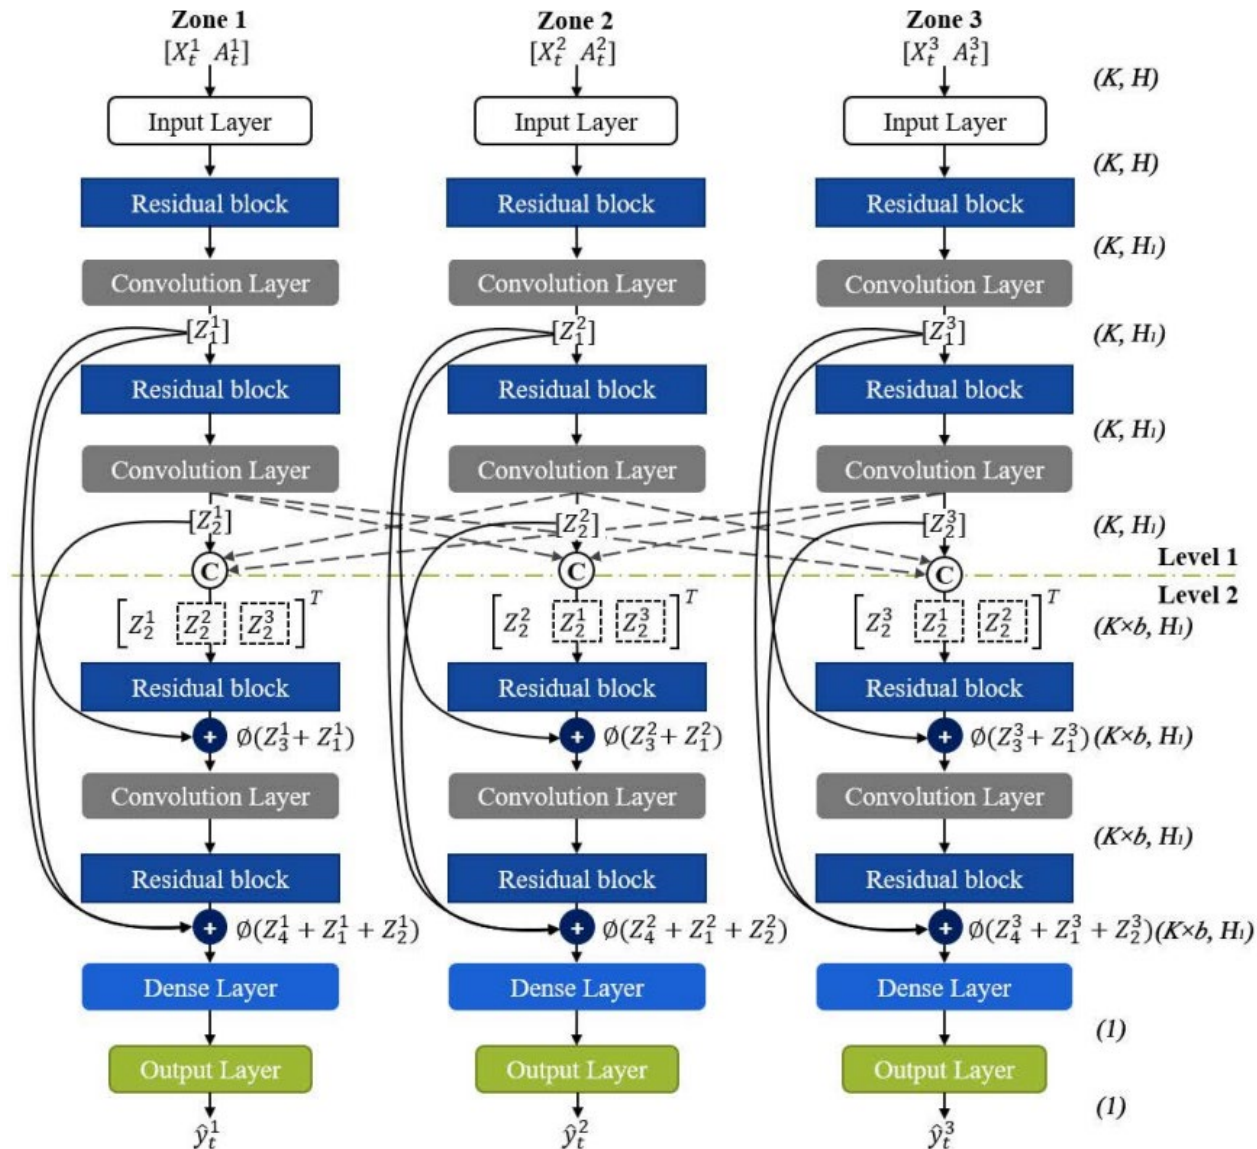 Zone 1 Zone 2 Zone 3
[X_t^1 A_t^1] [X_t^2 A_t^2] [X_t^3 A_t^3]
(K, H)
Input Layer Input Layer Input Layer
(K, H)
Residual block Residual block Residual block
(K, H₁)
Convolution Layer Convolution Layer Convolution Layer
[Z_1^1] [Z_1^2] [Z_1^3] (K, H₁)
Residual block Residual block Residual block
(K, H₁)
Convolution Layer Convolution Layer Convolution Layer
[Z_2^1] [Z_2^2] [Z_2^3] (K, H₁)
C C C
Level 1
Level 2
[Z_2^1 Z_2^2 Z_2^3]^T [Z_2^2 Z_2^1 Z_2^3]^T [Z_2^3 Z_2^1 Z_2^2]^T (K×b, H₁)
Residual block Residual block Residual block
+ Ø(Z_3^1 + Z_1^1) + Ø(Z_3^2 + Z_1^2) + Ø(Z_3^3 + Z_1^3) (K×b, H₁)
Convolution Layer Convolution Layer Convolution Layer
(K×b, H₁)
Residual block Residual block Residual block
+ Ø(Z_4^1 + Z_1^1 + Z_2^1) + Ø(Z_4^2 + Z_1^2 + Z_2^2) + Ø(Z_4^3 + Z_1^3 + Z_2^3) (K×b, H₁)
Dense Layer Dense Layer Dense Layer
(1)
Output Layer Output Layer Output Layer
(1)
ŷ_t^1 ŷ_t^2 ŷ_t^3